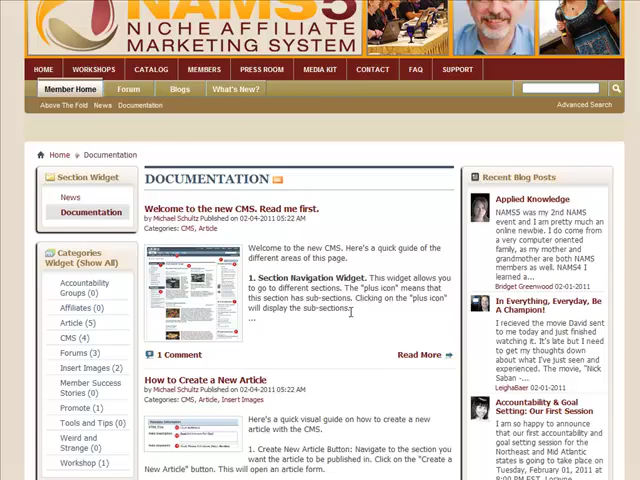 NAMS5
NICHE AFFILIATE
MARKETING SYSTEM
HOME WORKSHOPS CATALOG MEMBERS PRESS ROOM MEDIA KIT CONTACT FAQ SUPPORT
Member Home Forum Blogs What's New?
Above The Fold News Documentation Advanced Search
Home Documentation
Section Widget
News
Documentation
Categories
Widget (Show All)
Accountability
Groups (0)
Affiliates (0)
Article (5)
CMS (4)
Forums (3)
Insert Images (2)
Member Success
Stories (0)
Promote (1)
Tools and Tips (0)
Weird and
Strange (0)
Workshop (1)
DOCUMENTATION
Welcome to the new CMS. Read me first.
by Michael Schultz Published on 02-04-2011 05:22 AM
Categories: CMS, Article
Welcome to the new CMS. Here's a quick guide of the
different areas of this page.
1. Section Navigation Widget. This widget allows you
to go to different sections. The "plus icon" means that
this section has sub-sections. Clicking on the "plus icon"
will display the sub-sections.
...
1 Comment Read More
How to Create a New Article
by Michael Schultz Published on 02-04-2011 05:22 AM
Categories: CMS, Article, Insert Images
Here's a quick visual guide on how to create a new
article with the CMS.
1. Create New Article Button: Navigate to the section you
want the article to be published in. Click on the "Create a
New Article" button. This will open an article form.
Recent Blog Posts
Applied Knowledge
NAMS5 was my 2nd NAMS
event and I am pretty much an
online newbie. I do come from
a very computer oriented
family, as my mother and
grandmother are both NAMS
members as well. NAMS4 I
learned a...
Bridget Greenwood 02-01-2011
In Everything, Everyday, Be
A Champion!
I recieved the movie David sent
to me today and just finished
watching it. It's late but I need
to get my thoughts down
about what I've just seen and
experienced. The movie, "Nick
Saban -...
LeighaBaer 02-01-2011
Accountability & Goal
Setting: Our First Session
I am so happy to announce
that our first accountability and
goal setting session for the
Northeast and Mid Atlantic
states is going to take place on
Tuesday, February 01, 2011 at
8:00 PM EST. Lorayne